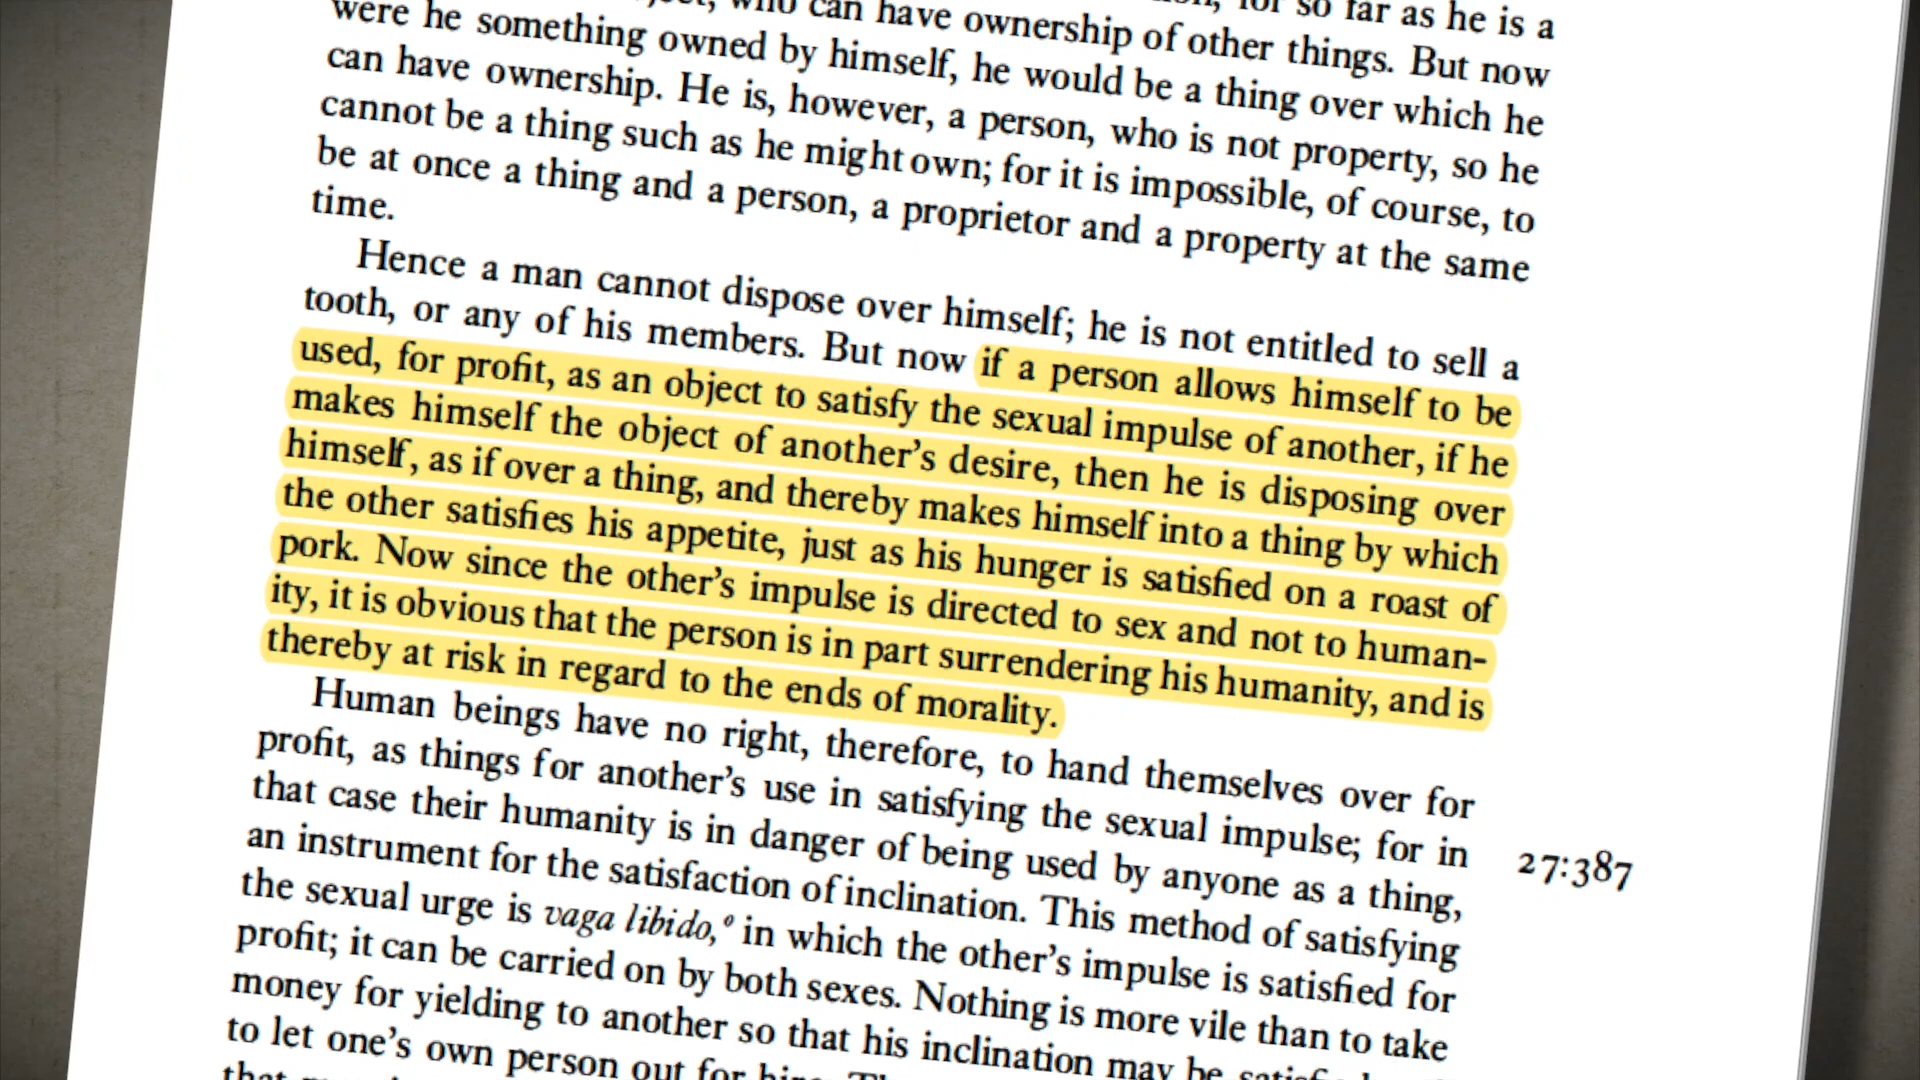 so far as he is a
who can have ownership of other things. But now
were he something owned by himself, he would be a thing over which he
can have ownership. He is, however, a person, who is not property, so he
cannot be a thing such as he might own; for it is impossible, of course, to
be at once a thing and a person, a proprietor and a property at the same
time.
Hence a man cannot dispose over himself; he is not entitled to sell a
tooth, or any of his members. But now if a person allows himself to be
used, for profit, as an object to satisfy the sexual impulse of another, if he
makes himself the object of another's desire, then he is disposing over
himself, as if over a thing, and thereby makes himself into a thing by which
the other satisfies his appetite, just as his hunger is satisfied on a roast of
pork. Now since the other's impulse is directed to sex and not to human-
ity, it is obvious that the person is in part surrendering his humanity, and is
thereby at risk in regard to the ends of morality.
Human beings have no right, therefore, to hand themselves over for
profit, as things for another's use in satisfying the sexual impulse; for in
that case their humanity is in danger of being used by anyone as a thing,
27:387
an instrument for the satisfaction of inclination. This method of satisfying
the sexual urge is vaga libido,º in which the other's impulse is satisfied for
profit; it can be carried on by both sexes. Nothing is more vile than to take
money for yielding to another so that his inclination may be
to let one's own person out for